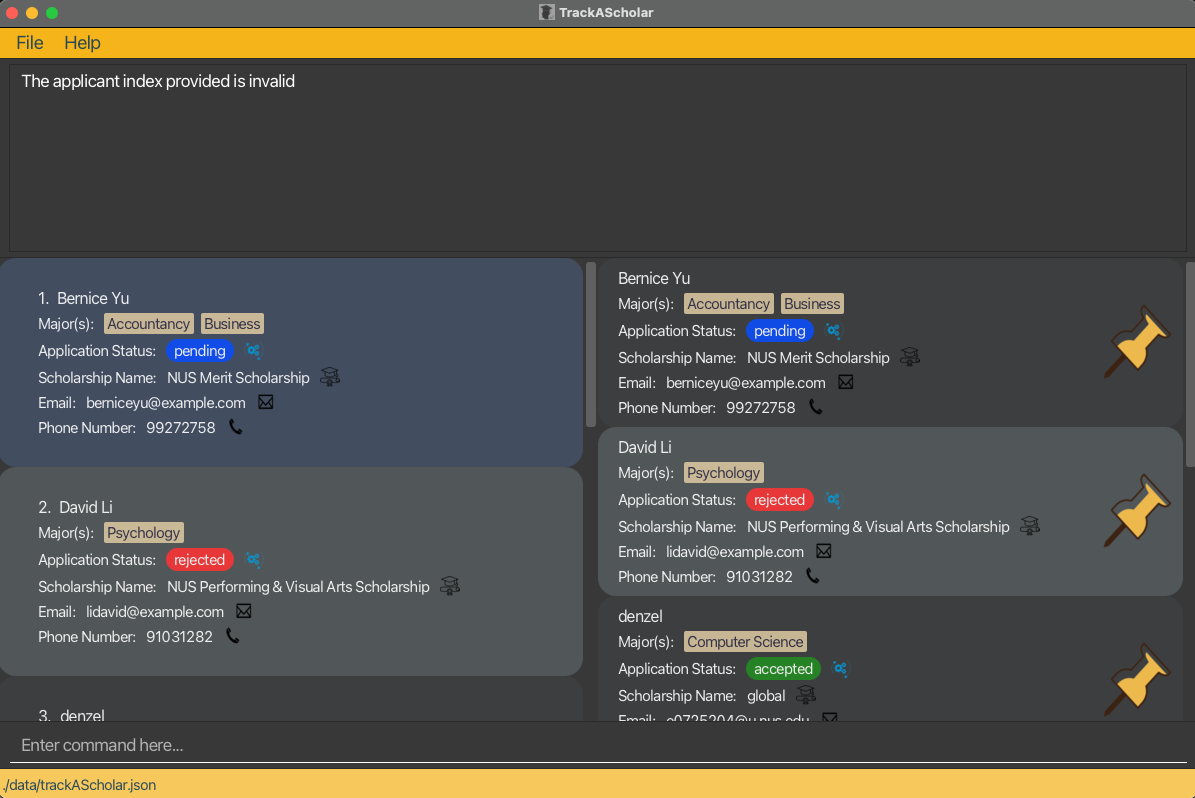 TrackAScholar
File Help
The applicant index provided is invalid
1. Bernice Yu
Major(s): Accountancy Business
Application Status: pending
Scholarship Name: NUS Merit Scholarship
Email: berniceyu@example.com
Phone Number: 99272758
2. David Li
Major(s): Psychology
Application Status: rejected
Scholarship Name: NUS Performing & Visual Arts Scholarship
Email: lidavid@example.com
Phone Number: 91031282
3. denzel
Bernice Yu
Major(s): Accountancy Business
Application Status: pending
Scholarship Name: NUS Merit Scholarship
Email: berniceyu@example.com
Phone Number: 99272758
David Li
Major(s): Psychology
Application Status: rejected
Scholarship Name: NUS Performing & Visual Arts Scholarship
Email: lidavid@example.com
Phone Number: 91031282
denzel
Major(s): Computer Science
Application Status: accepted
Scholarship Name: global
Email: e0725204@u.nus.edu
Enter command here...
./data/trackAScholar.json